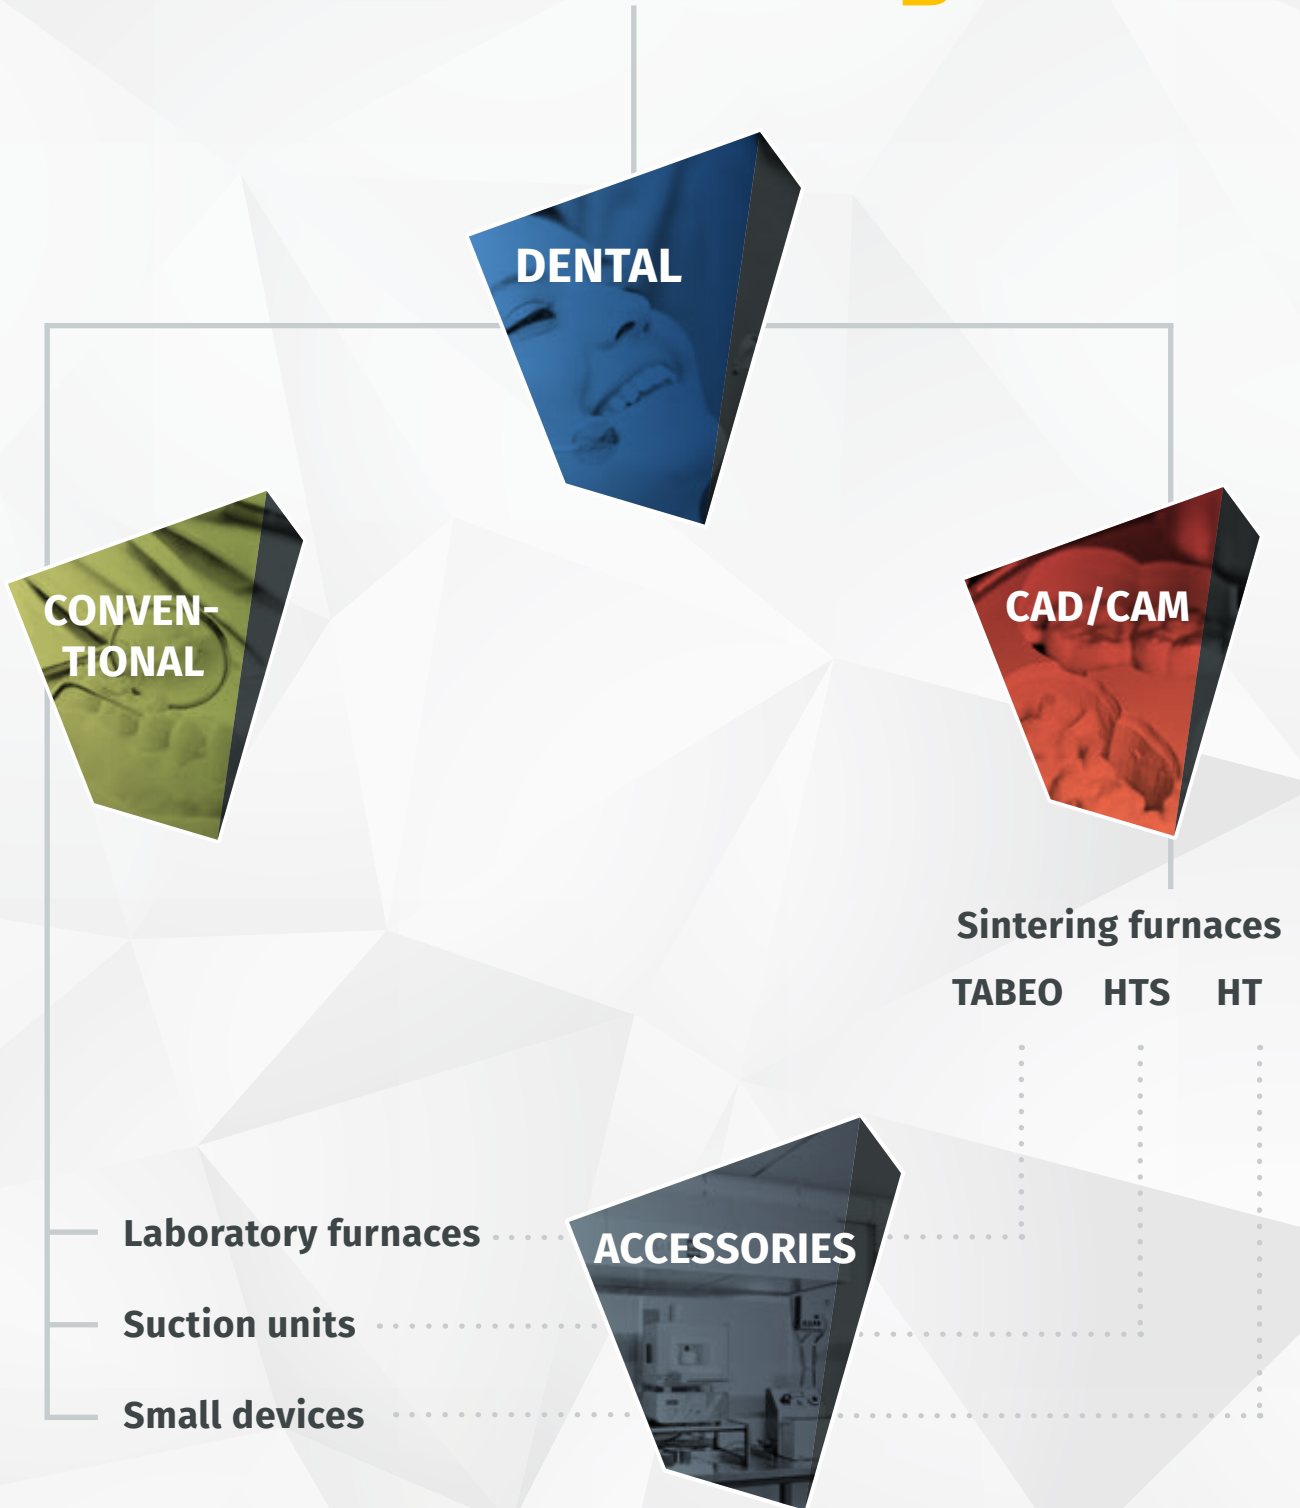 DENTAL
CONVEN-
TIONAL
CAD/CAM
Sintering furnaces
TABEO HTS HT
Laboratory furnaces
ACCESSORIES
Suction units
Small devices